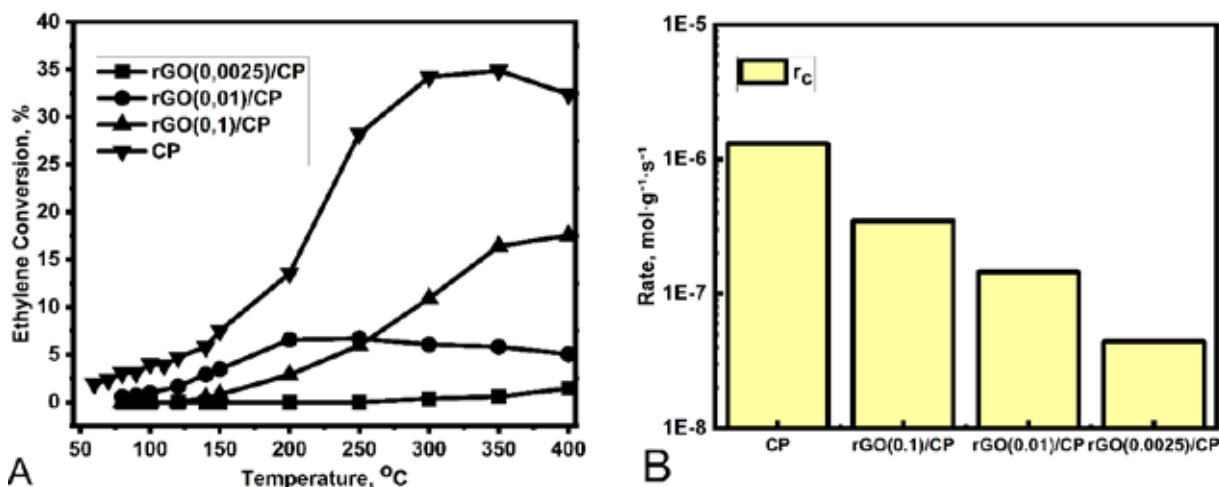 40
35
30
25
20
15
10
5
0
Ethylene Conversion, %
rGO(0,0025)/CP
rGO(0,01)/CP
rGO(0,1)/CP
CP
50 100 150 200 250 300 350 400
Temperature, ºC
A
1E-5
1E-6
1E-7
1E-8
Rate, mol·g⁻¹·s⁻¹
rC
CP rGO(0.1)/CP rGO(0.01)/CP rGO(0.0025)/CP
B